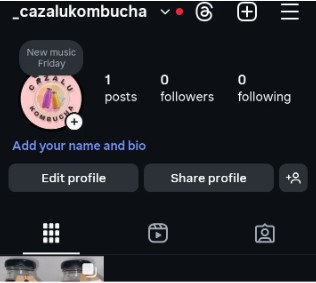 _cazalukombucha
New music
Friday
CAZALU
KOMBUCHA
1
posts
0
followers
0
following
Add your name and bio
Edit profile
Share profile